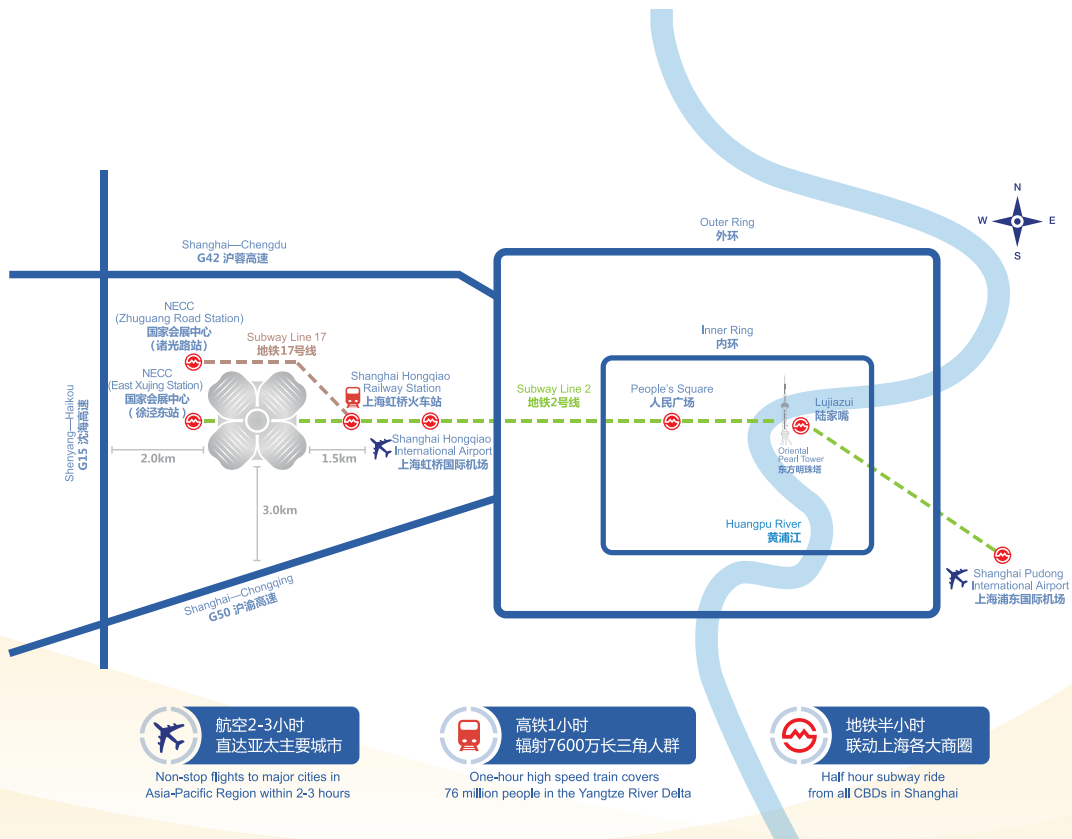 N
W
E
S
Outer Ring
外环
Shanghai—Chengdu
G42 沪蓉高速
NECC
(Zhuguang Road Station)
国家会展中心
（诸光路站）
Subway Line 17
地铁17号线
Inner Ring
内环
NECC
(East Xujing Station)
国家会展中心
（徐泾东站）
Shanghai Hongqiao
Railway Station
上海虹桥火车站
Subway Line 2
地铁2号线
People's Square
人民广场
Lujiazui
陆家嘴
Shenyang—Haikou
G15 沈海高速
2.0km
1.5km
Shanghai Hongqiao
International Airport
上海虹桥国际机场
Oriental
Pearl Tower
东方明珠塔
3.0km
Huangpu River
黄浦江
Shanghai—Chongqing
G50 沪渝高速
Shanghai Pudong
International Airport
上海浦东国际机场
航空2-3小时
直达亚太主要城市
Non-stop flights to major cities in
Asia-Pacific Region within 2-3 hours
高铁1小时
辐射7600万长三角人群
One-hour high speed train covers
76 million people in the Yangtze River Delta
地铁半小时
联动上海各大商圈
Half hour subway ride
from all CBDs in Shanghai